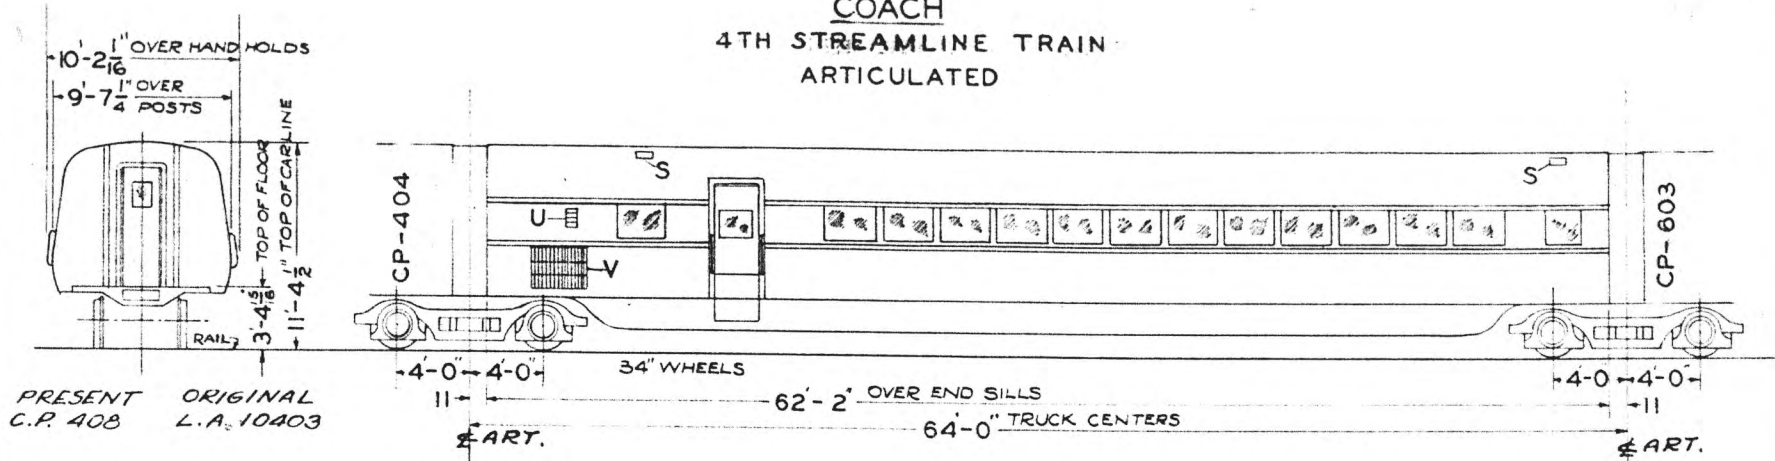 COACH
4TH STREAMLINE TRAIN
ARTICULATED
10'-2 1/16" OVER HAND HOLDS
9'-7 1/4" OVER POSTS
3'-4 15/16" TOP OF FLOOR
11'-4 1/2" TOP OF CARLINE
RAIL
CP-404
S
S
U
V
CP-603
4'-0" 4'-0"
34" WHEELS
4'-0 4'-0"
11
62'-2" OVER END SILLS
11
64'-0" TRUCK CENTERS
℄ ART.
℄ ART.
PRESENT ORIGINAL
C.P. 408 L.A. 10403